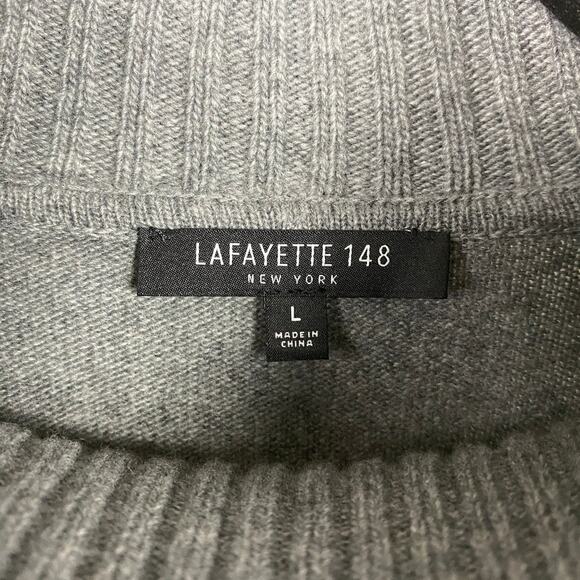 LAFAYETTE 148
NEW YORK
L
MADE IN
CHINA